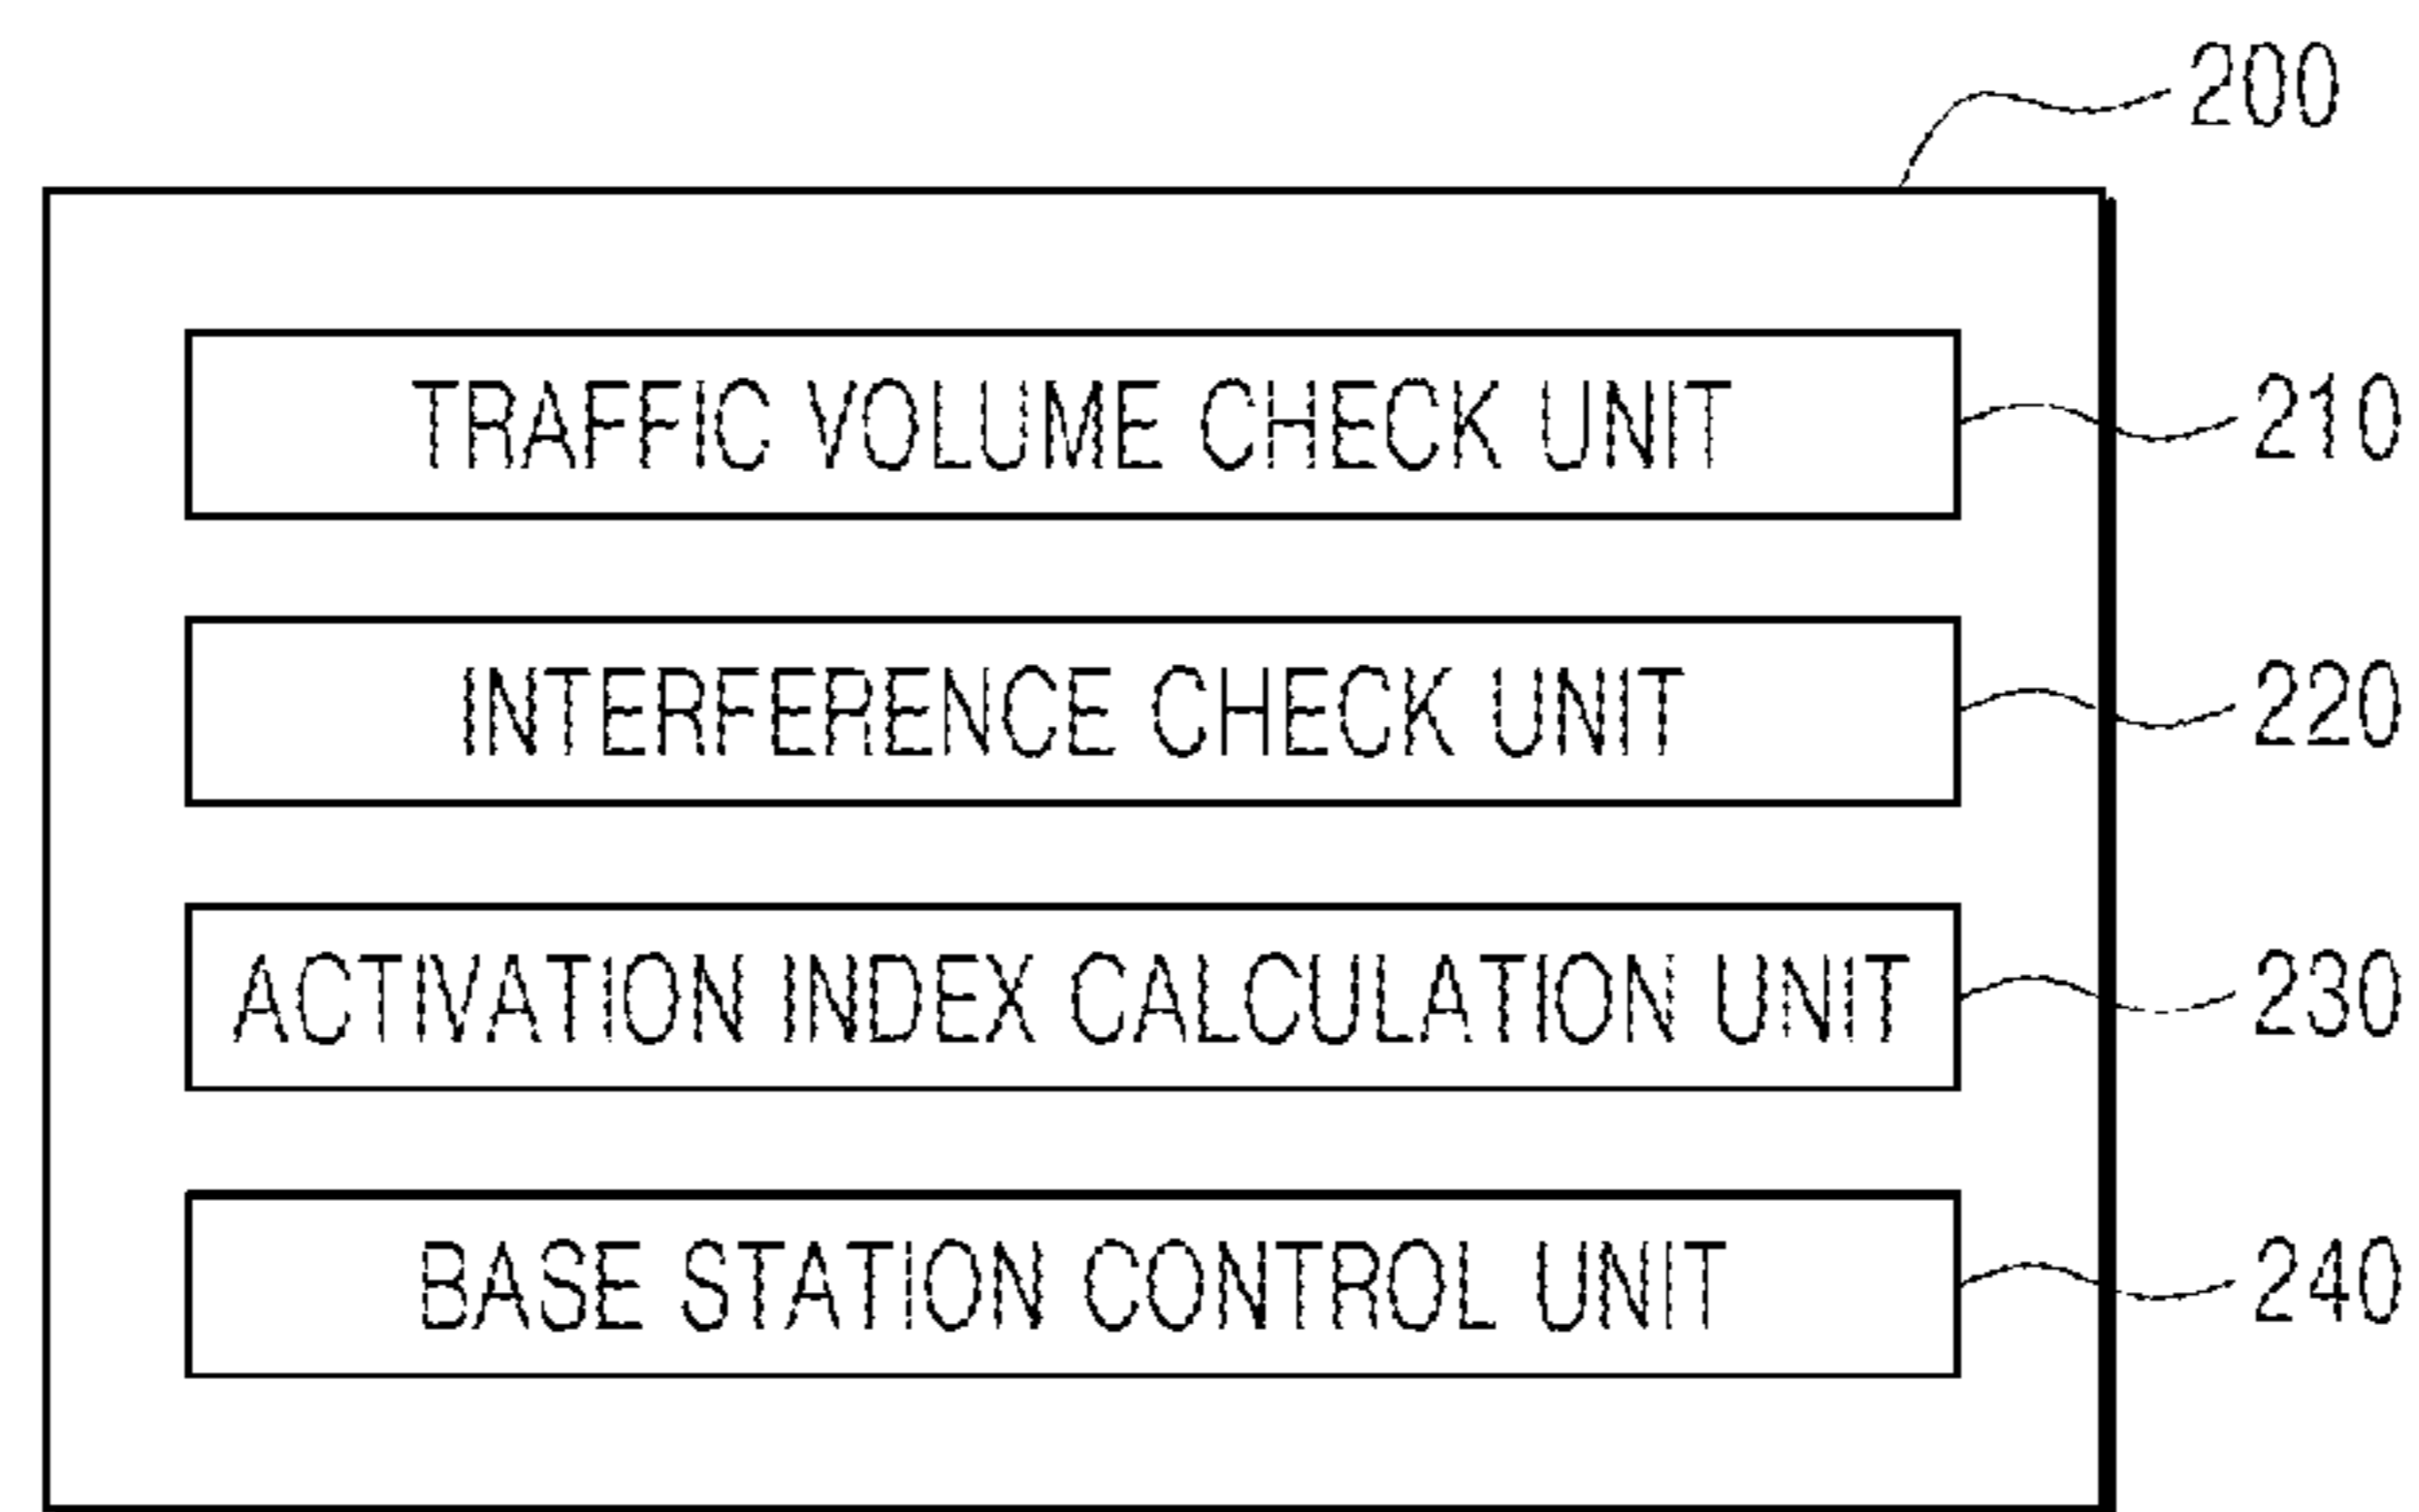 200
TRAFFIC VOLUME CHECK UNIT 210
INTERFERENCE CHECK UNIT 220
ACTIVATION INDEX CALCULATION UNIT 230
BASE STATION CONTROL UNIT 240